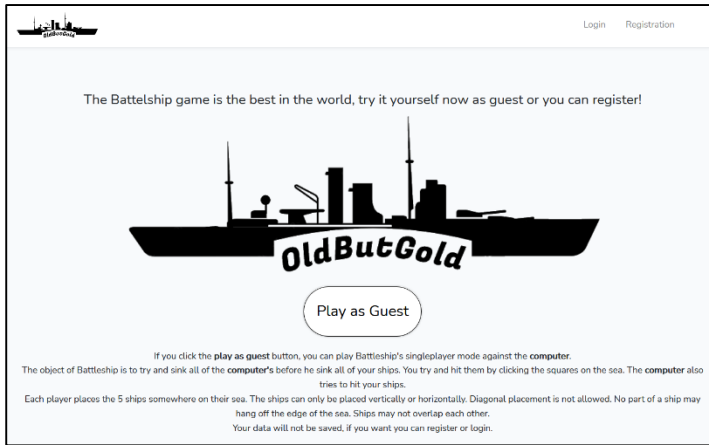 OldButGold
Login Registration
The Battelship game is the best in the world, try it yourself now as guest or you can register!
OldButGold
Play as Guest
If you click the play as guest button, you can play Battleship's singleplayer mode against the computer.
The object of Battleship is to try and sink all of the computer's before he sink all of your ships. You try and hit them by clicking the squares on the sea. The computer also
tries to hit your ships.
Each player places the 5 ships somewhere on their sea. The ships can only be placed vertically or horizontally. Diagonal placement is not allowed. No part of a ship may
hang off the edge of the sea. Ships may not overlap each other.
Your data will not be saved, if you want you can register or login.